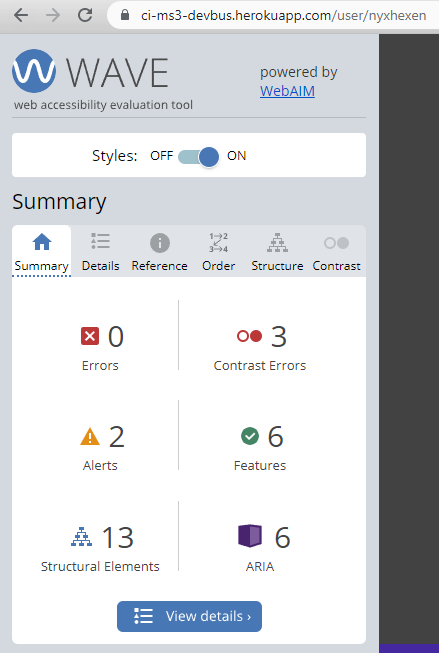 ci-ms3-devbus.herokuapp.com/user/nyxhexen
WAVE
web accessibility evaluation tool
powered by
WebAIM
Styles: OFF ON
Summary
1→2
3→4
Summary Details Reference Order Structure Contrast
0 3
Errors Contrast Errors
2 6
Alerts Features
13 6
Structural Elements ARIA
View details ›